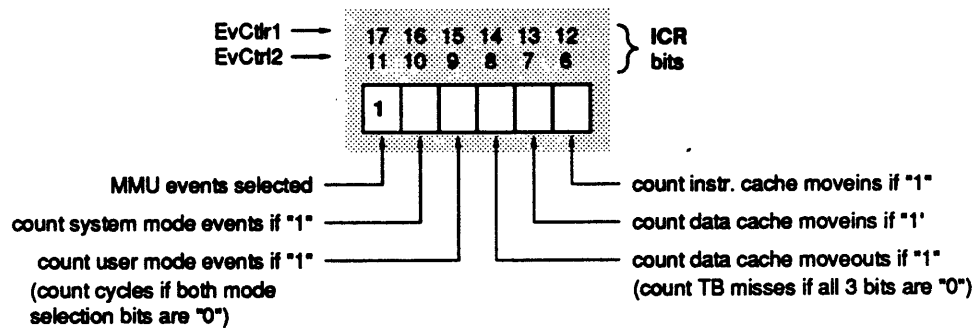 EvCtlr1 17 16 15 14 13 12 ICR
EvCtrl2 11 10 9 8 7 6 bits
1
MMU events selected
count system mode events if "1"
count user mode events if "1"
(count cycles if both mode
selection bits are "0")
count instr. cache moveins if "1"
count data cache moveins if "1'
count data cache moveouts if "1"
(count TB misses if all 3 bits are "0")